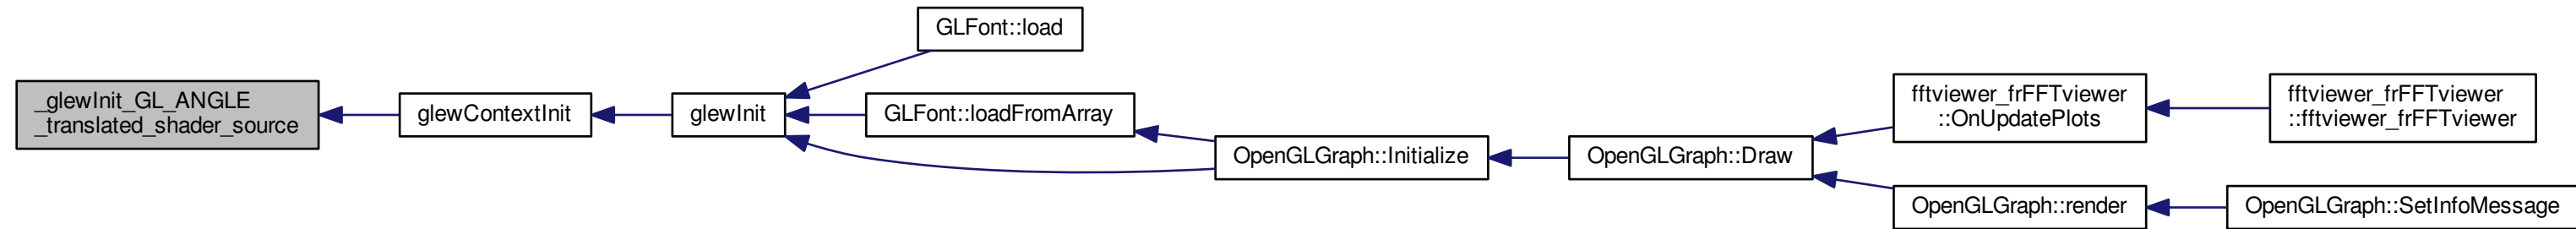 _glewInit_GL_ANGLE
_translated_shader_source
glewContextInit
glewInit
GLFont::load
GLFont::loadFromArray
OpenGLGraph::Initialize
OpenGLGraph::Draw
fftviewer_frFFTviewer
::OnUpdatePlots
fftviewer_frFFTviewer
::fftviewer_frFFTviewer
OpenGLGraph::render
OpenGLGraph::SetInfoMessage